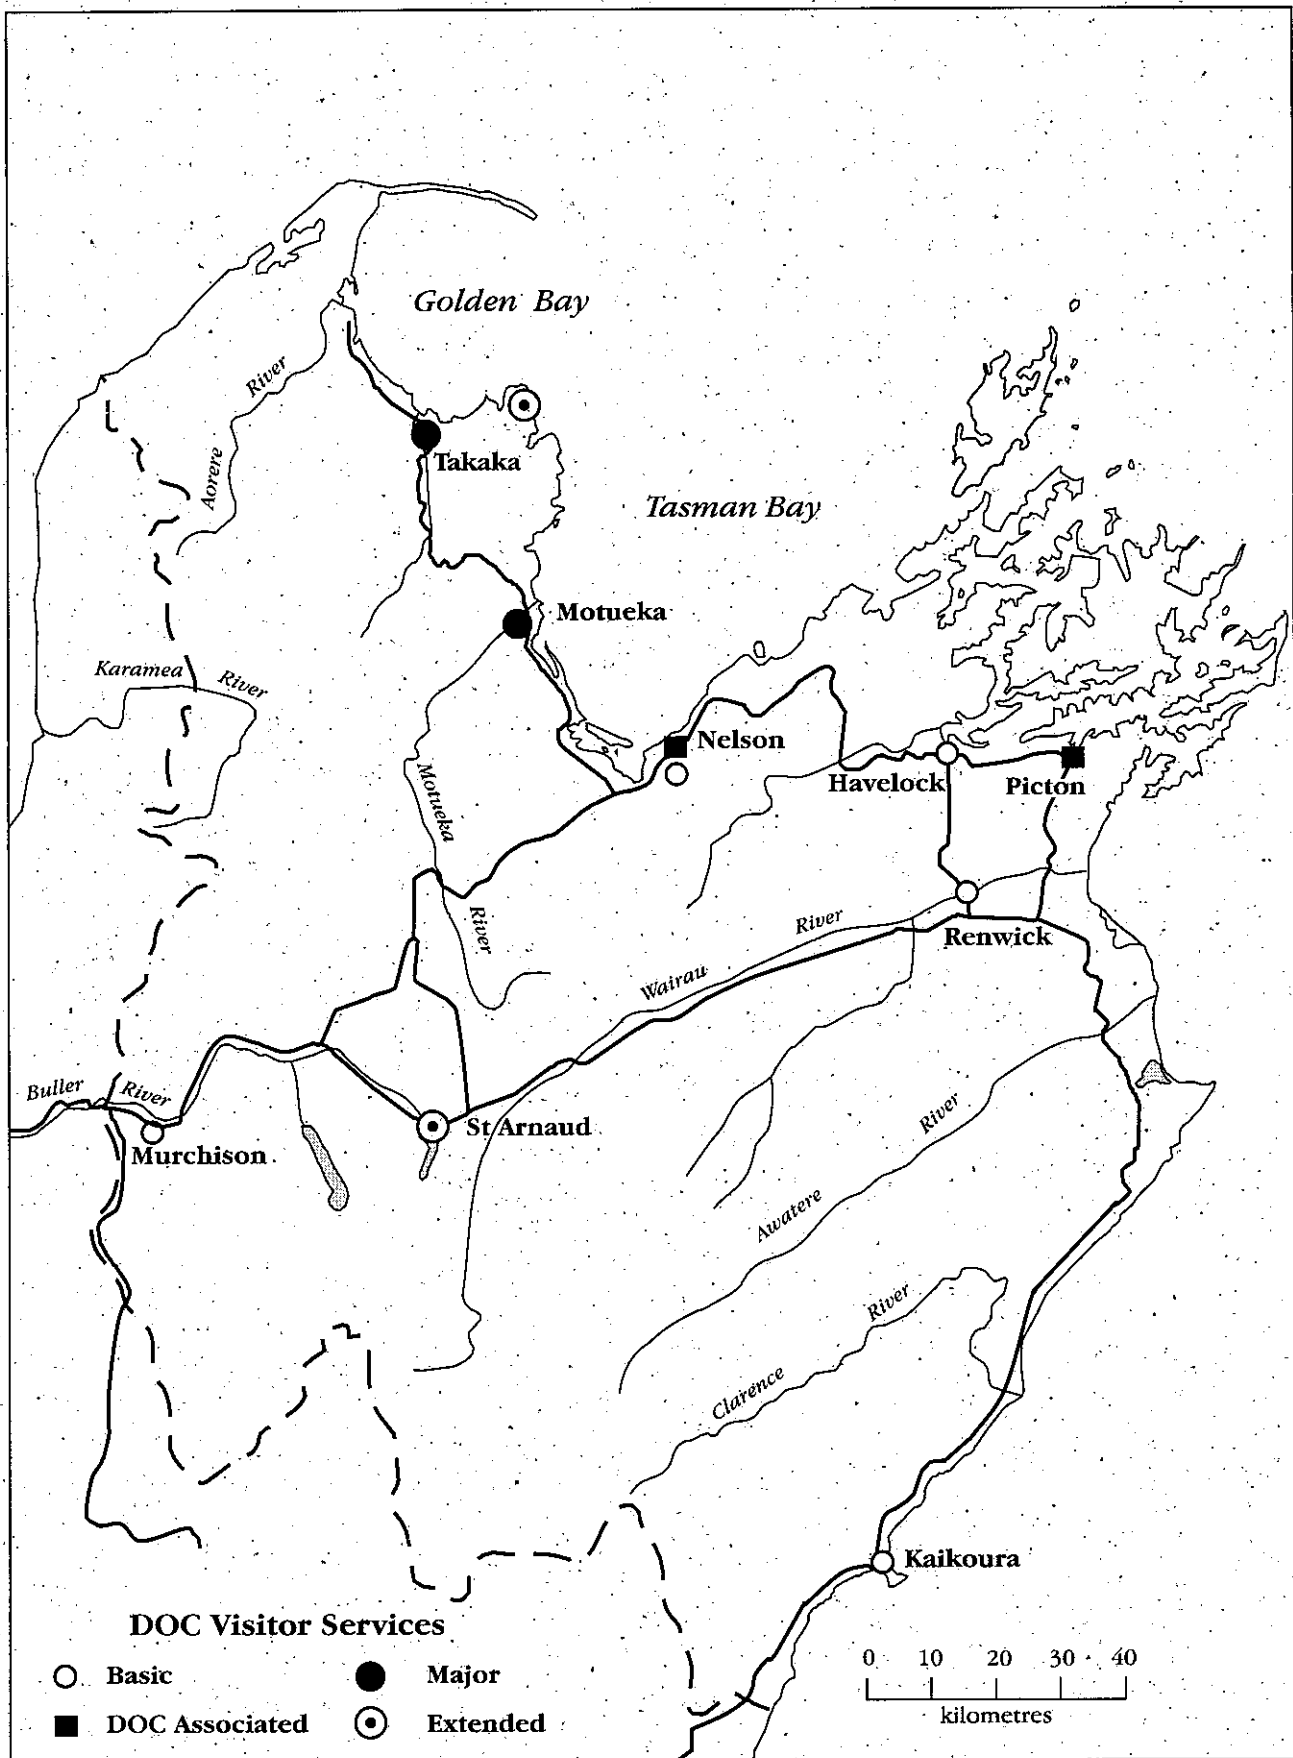 Golden Bay
River
Aorere
Takaka
Tasman Bay
Motueka
Karamea
River
Nelson
Motueka
Havelock
Picton
River
River
Renwick
Wairau
Buller
River
River
St Arnaud
Murchison
Awatere
River
Clarence
Kaikoura
DOC Visitor Services
Basic
Major
DOC Associated
Extended
0 10 20 30 40
kilometres